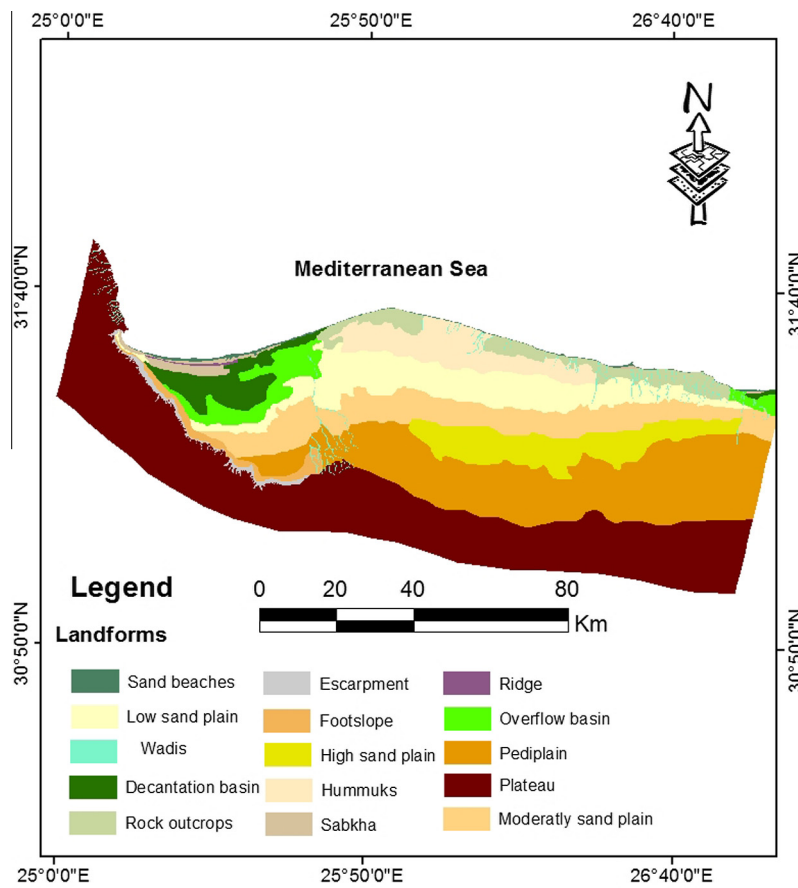 25°0'0"E 25°50'0"E 26°40'0"E
N
31°40'0"N 31°40'0"N
Mediterranean Sea
Legend
0 20 40 80
Km
Landforms
30°50'0"N 30°50'0"N
Sand beaches Escarpment Ridge
Low sand plain Footslope Overflow basin
Wadis High sand plain Pediplain
Decantation basin Hummuks Plateau
Rock outcrops Sabkha Moderatly sand plain
25°0'0"E 25°50'0"E 26°40'0"E